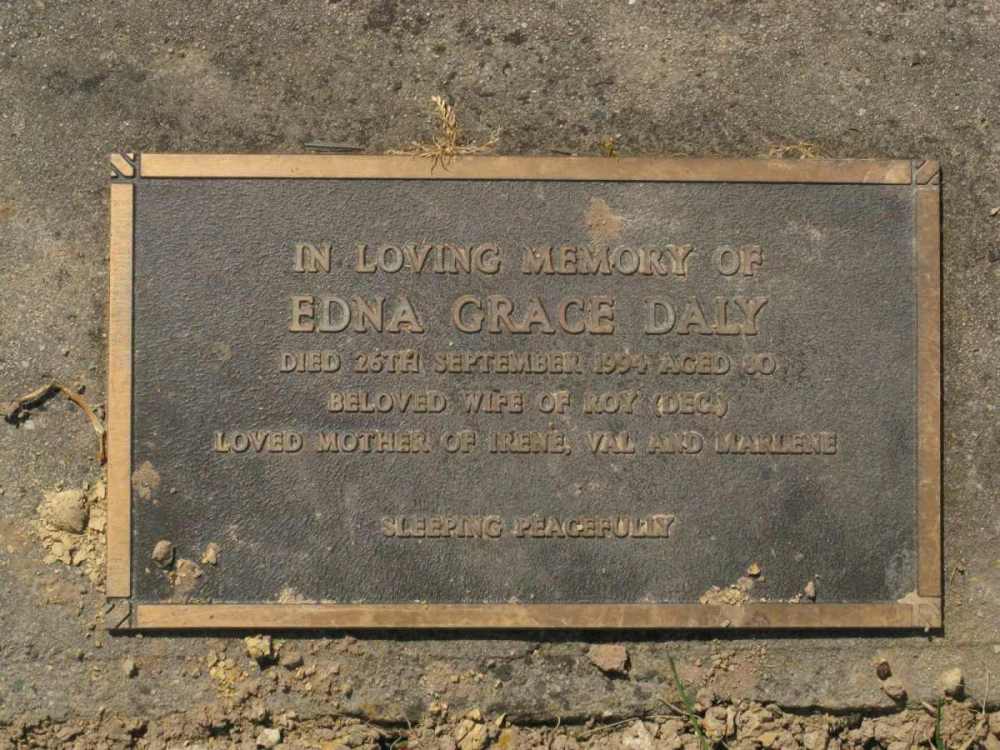 IN LOVING MEMORY OF
EDNA GRACE DALY
DIED 26TH SEPTEMBER 1994 AGED
BELOVED WIFE OF ROY (DEC.)
LOVED MOTHER OF IRENE, VAL AND MARLENE
SLEEPING PEACEFULLY